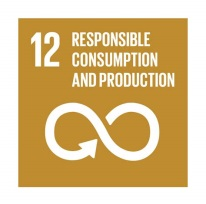 12 RESPONSIBLE
CONSUMPTION
AND PRODUCTION